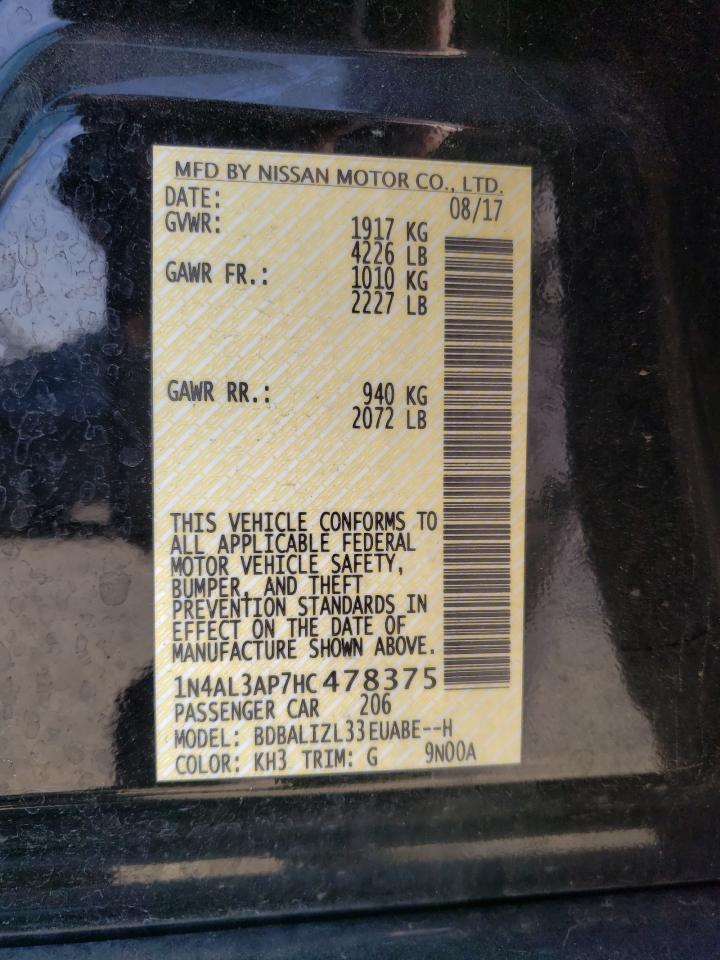 MFD BY NISSAN MOTOR CO., LTD.
DATE: 08/17
GVWR: 1917 KG
4226 LB
GAWR FR.: 1010 KG
2227 LB
GAWR RR.: 940 KG
2072 LB
THIS VEHICLE CONFORMS TO
ALL APPLICABLE FEDERAL
MOTOR VEHICLE SAFETY,
BUMPER, AND THEFT
PREVENTION STANDARDS IN
EFFECT ON THE DATE OF
MANUFACTURE SHOWN ABOVE.
1N4AL3AP7HC478375
PASSENGER CAR 206
MODEL: BDBALIZL33EUABE--H
COLOR: KH3 TRIM: G 9N00A